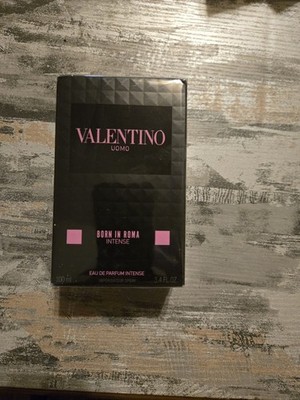 VALENTINO
UOMO
BORN IN ROMA
INTENSE
EAU DE PARFUM INTENSE